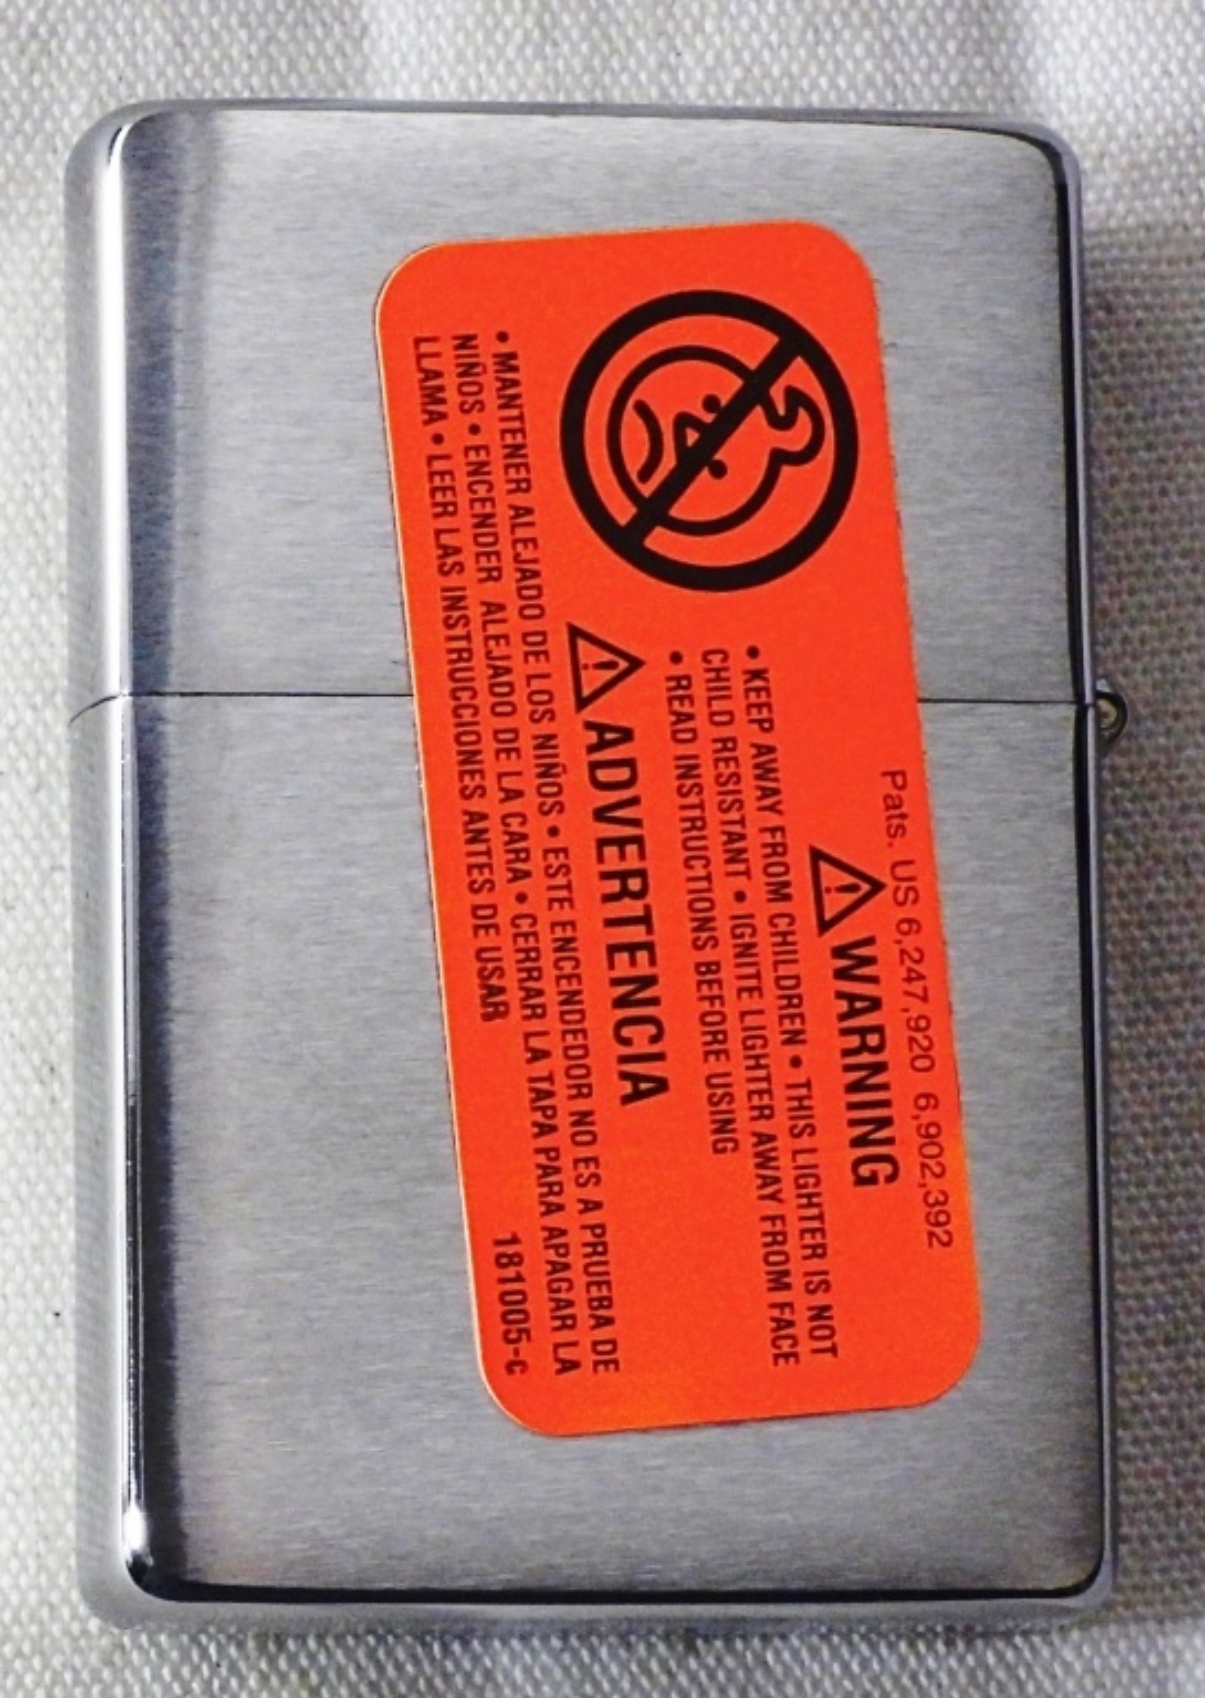 Pats. US 6,247,920 6,902,392
WARNING
• KEEP AWAY FROM CHILDREN • THIS LIGHTER IS NOT
CHILD RESISTANT • IGNITE LIGHTER AWAY FROM FACE
• READ INSTRUCTIONS BEFORE USING
ADVERTENCIA
• MANTENER ALEJADO DE LOS NIÑOS • ESTE ENCENDEDOR NO ES A PRUEBA DE
NIÑOS • ENCENDER ALEJADO DE LA CARA • CERRAR LA TAPA PARA APAGAR LA
LLAMA • LEER LAS INSTRUCCIONES ANTES DE USAR
181005-c